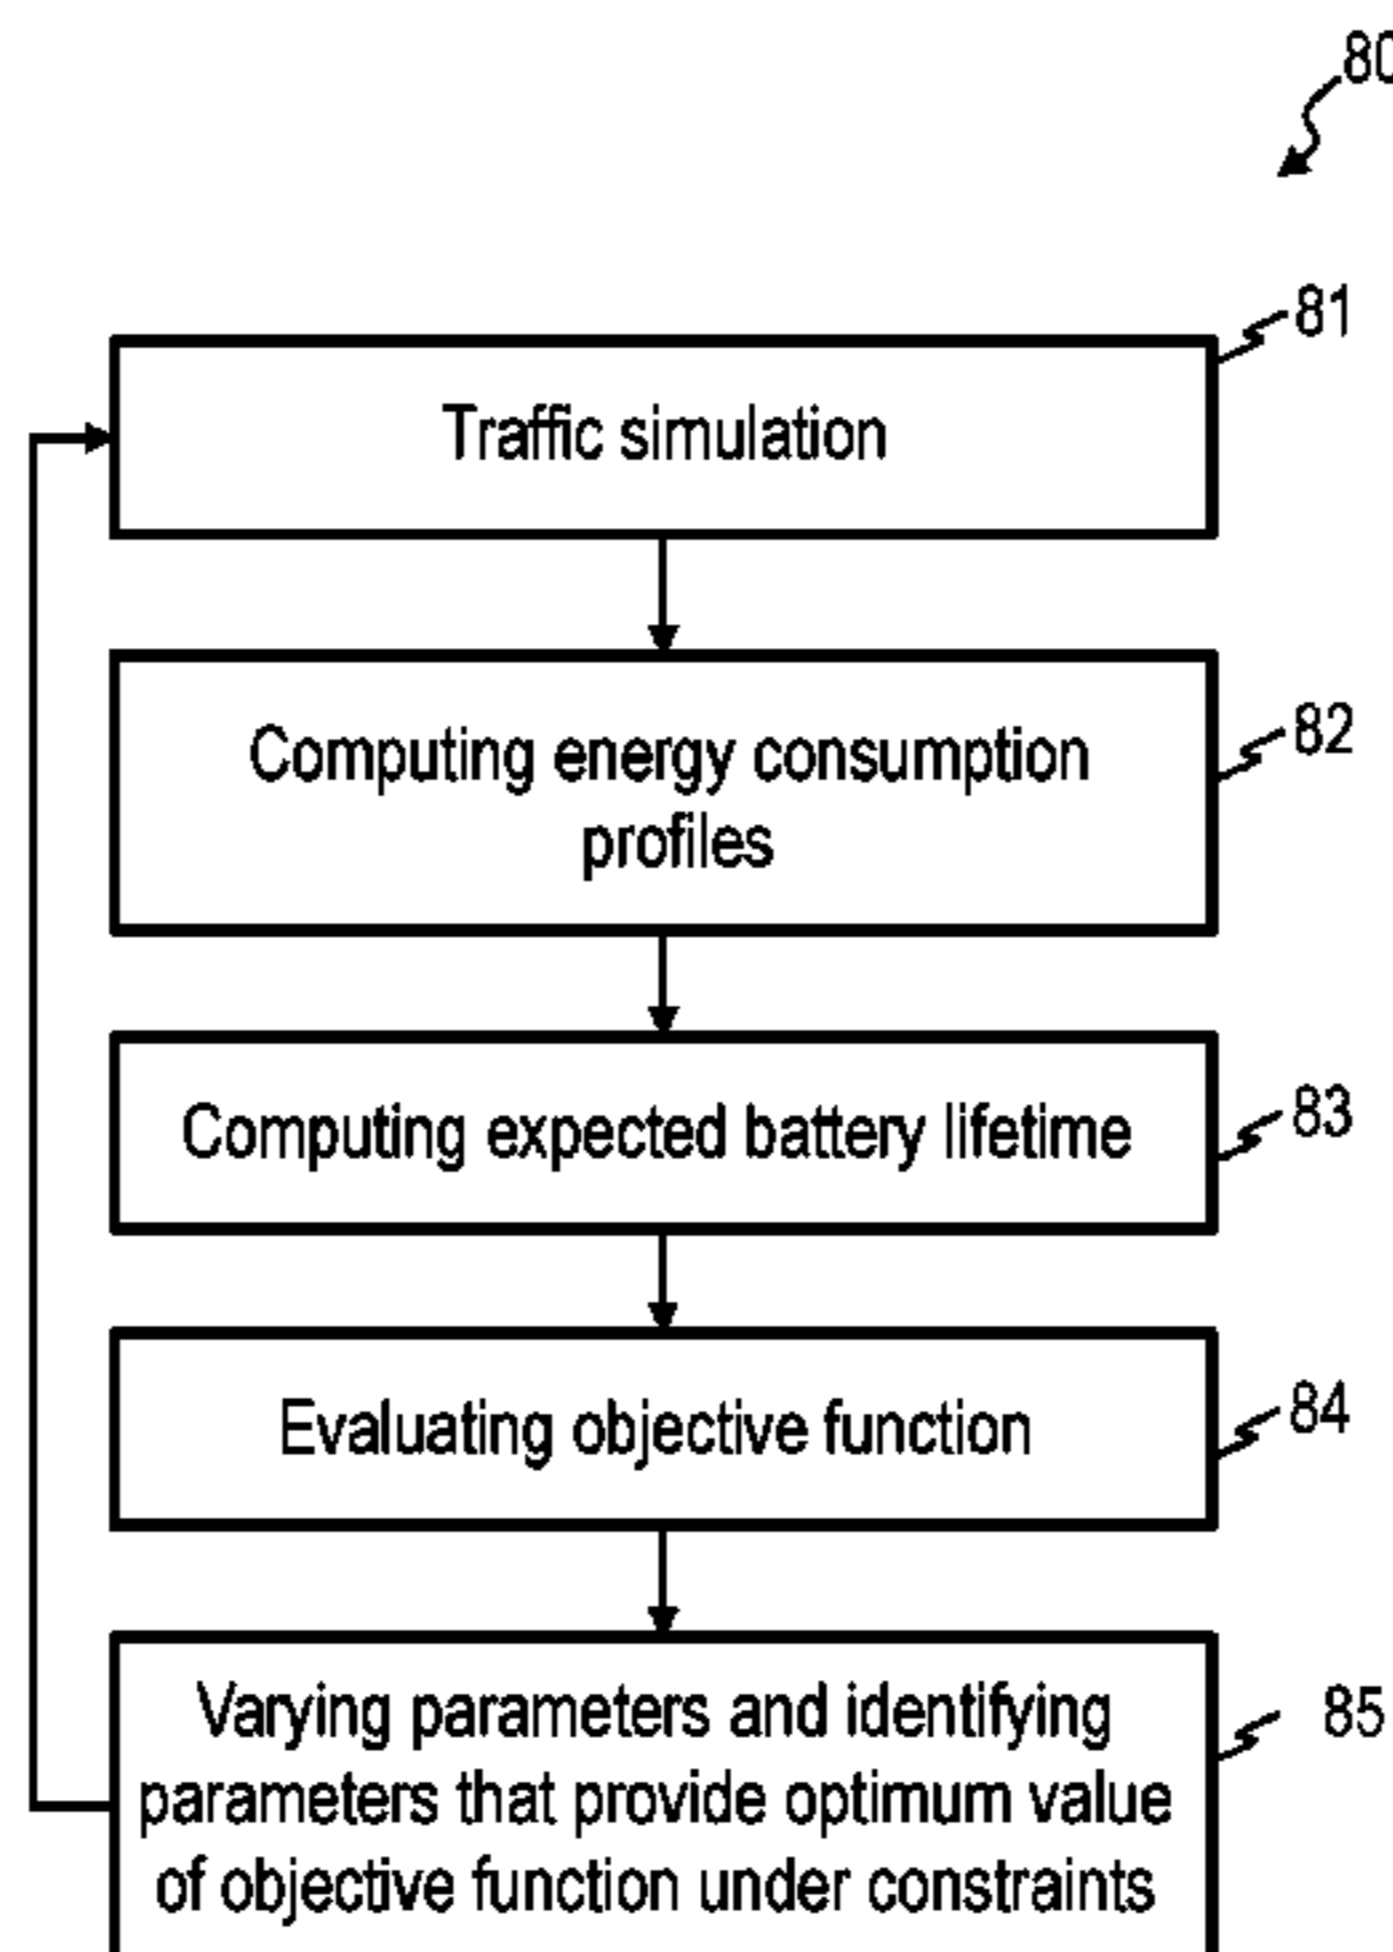 80
81
Traffic simulation
82
Computing energy consumption
profiles
83
Computing expected battery lifetime
84
Evaluating objective function
85
Varying parameters and identifying
parameters that provide optimum value
of objective function under constraints